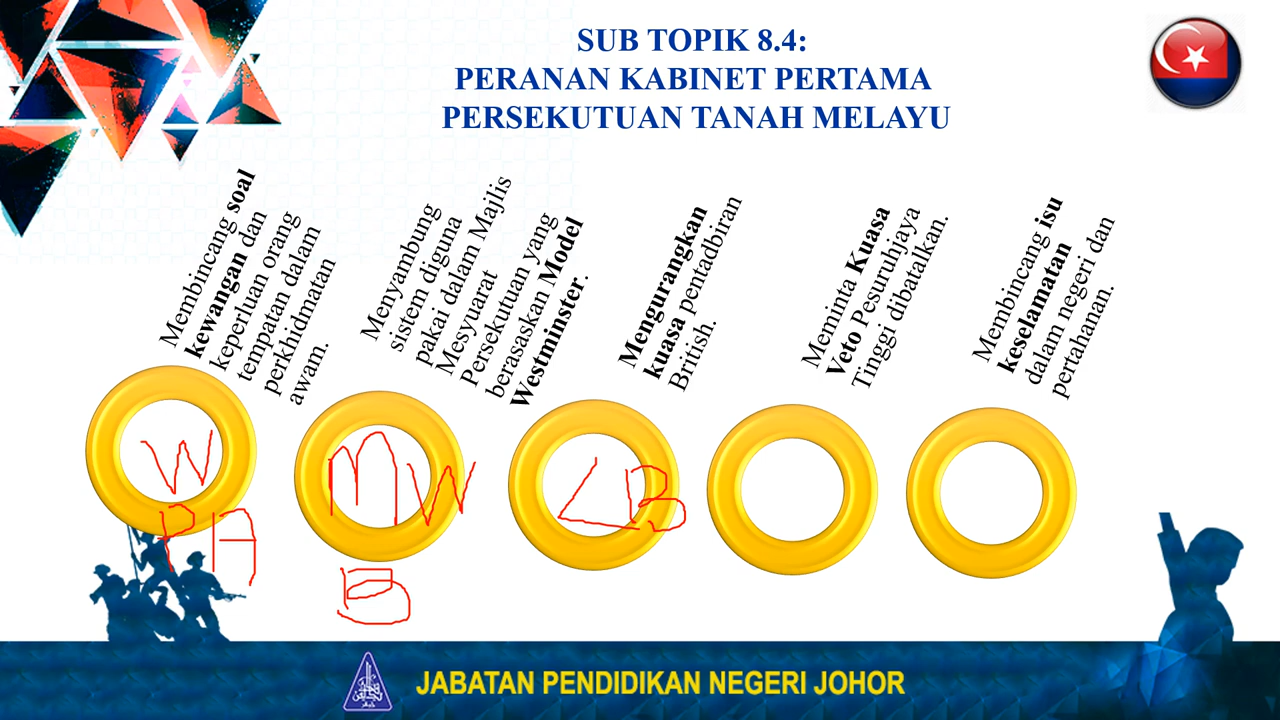 SUB TOPIK 8.4:
PERANAN KABINET PERTAMA
PERSEKUTUAN TANAH MELAYU
Membincang soal
kewangan dan
keperluan orang
tempatan dalam
perkhidmatan
awam.
Menyambung
sistem diguna
pakai dalam Majlis
Mesyuarat
Persekutuan yang
berasaskan Model
Westminster.
Mengurangkan
kuasa pentadbiran
British.
Meminta Kuasa
Veto Pesuruhjaya
Tinggi dibatalkan.
Membincang isu
keselamatan
dalam negeri dan
pertahanan.
W
PA
MW
B
LB
JABATAN PENDIDIKAN NEGERI JOHOR